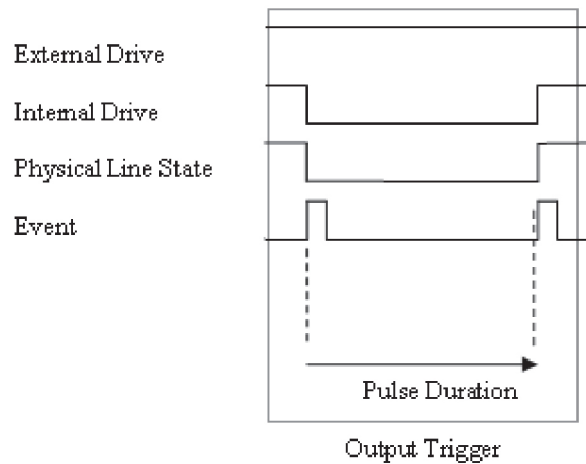 External Drive
Internal Drive
Physical Line State
Event
Pulse Duration
Output Trigger